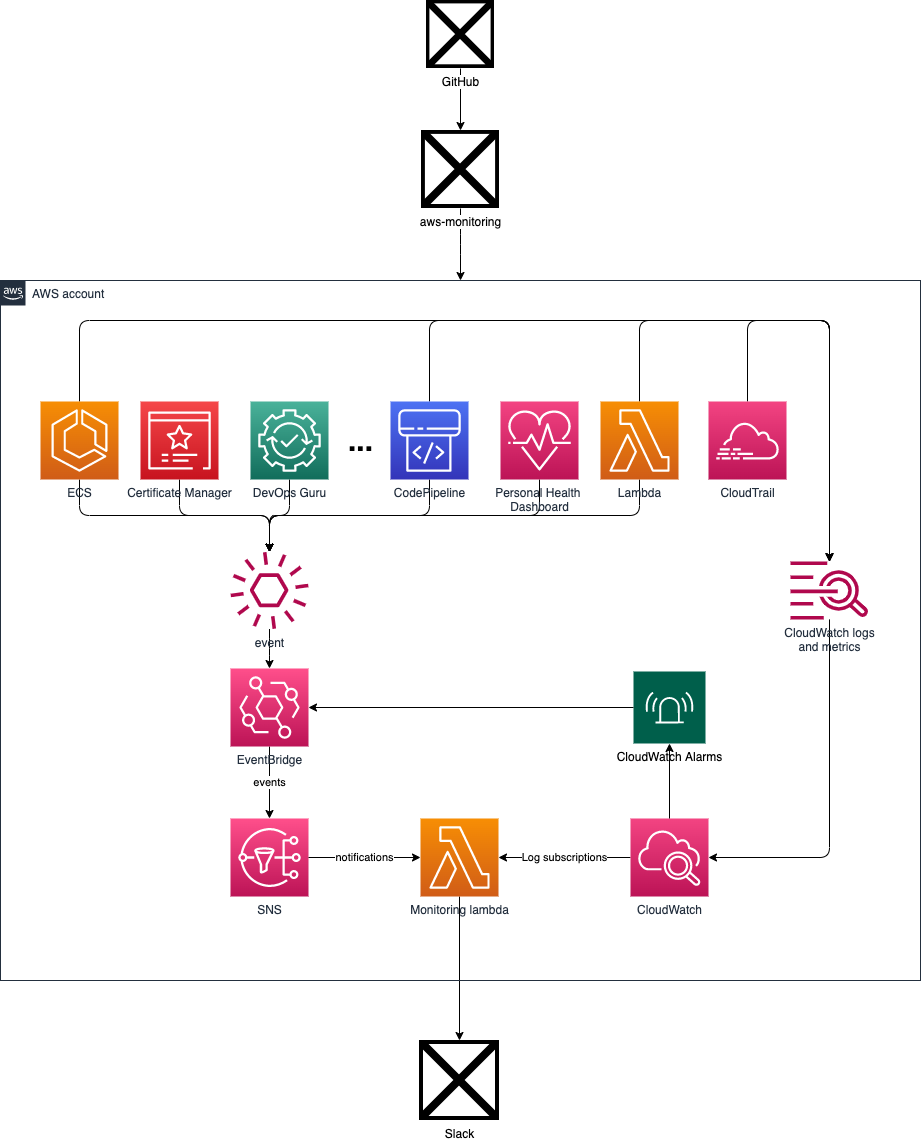 GitHub
aws-monitoring
aws
AWS account
...
ECS
Certificate Manager
DevOps Guru
</>
CodePipeline
Personal Health
Dashboard
Lambda
CloudTrail
event
CloudWatch logs
and metrics
EventBridge
CloudWatch Alarms
events
notifications
Log subscriptions
SNS
Monitoring lambda
CloudWatch
Slack